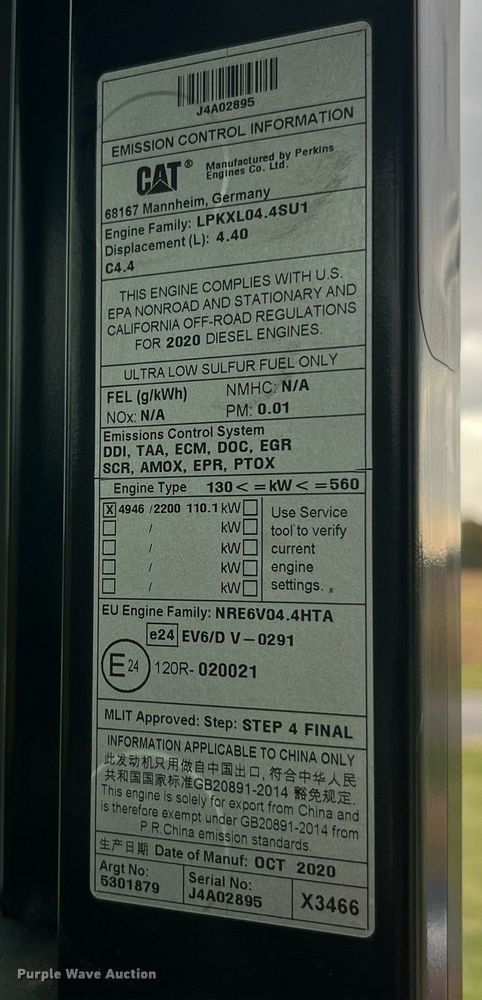 J4A02895
EMISSION CONTROL INFORMATION
CAT® Manufactured by Perkins
Engines Co. Ltd.
68167 Mannheim, Germany
Engine Family: LPKXL04.4SU1
Displacement (L): 4.40
C4.4
THIS ENGINE COMPLIES WITH U.S.
EPA NONROAD AND STATIONARY AND
CALIFORNIA OFF-ROAD REGULATIONS
FOR 2020 DIESEL ENGINES.
ULTRA LOW SULFUR FUEL ONLY
FEL (g/kWh) NMHC: N/A
NOx: N/A PM: 0.01
Emissions Control System
DDI, TAA, ECM, DOC, EGR
SCR, AMOX, EPR, PTOX
Engine Type 130 < = kW < = 560
X 4946 /2200 110.1 kW
/ kW
/ kW
/ kW
/ kW
Use Service
tool to verify
current
engine
settings.
EU Engine Family: NRE6V04.4HTA
e24 EV6/D V-0291
E24 120R-020021
MLIT Approved: Step: STEP 4 FINAL
INFORMATION APPLICABLE TO CHINA ONLY
此发动机只用做自中国出口, 符合中华人民
共和国国家标准GB20891-2014 豁免规定.
This engine is solely for export from China and
is therefore exempt under GB20891-2014 from
P.R.China emission standards.
生产日期 Date of Manuf: OCT 2020
Argt No:
5301879
Serial No:
J4A02895
X3466
Purple Wave Auction